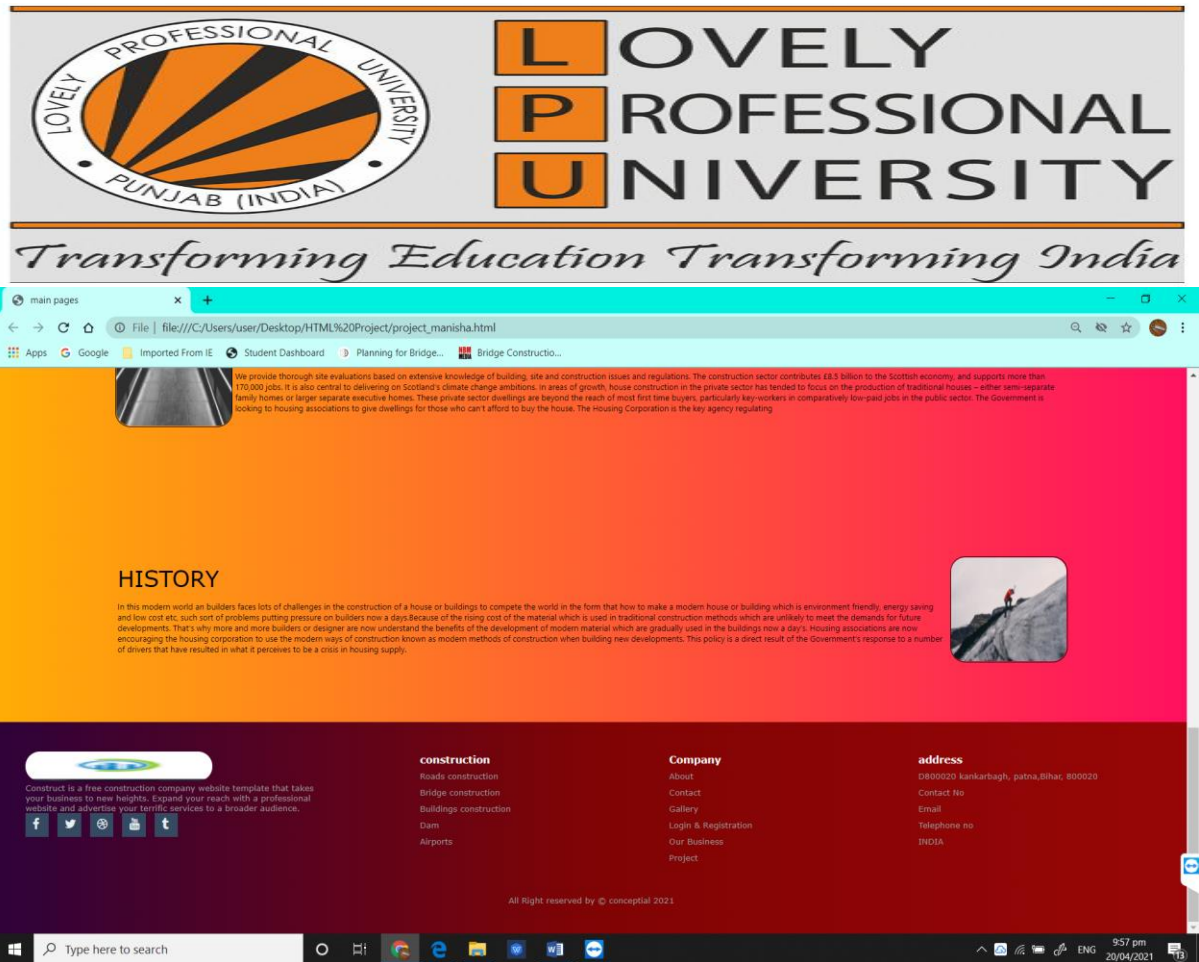 LOVELY PROFESSIONAL UNIVERSITY
PUNJAB (INDIA)
LOVELY
PROFESSIONAL
UNIVERSITY
Transforming Education Transforming India
main pages
File | file:///C:/Users/user/Desktop/HTML%20Project/project_manisha.html
Apps Google Imported From IE Student Dashboard Planning for Bridge... Bridge Constructio...
We provide thorough site evaluations based on extensive knowledge of building, site and construction issues and regulations. The construction sector contributes £8.5 billion to the Scottish economy, and supports more than
170,000 jobs. It is also central to delivering on Scotland's climate change ambitions. In areas of growth, house construction in the private sector has tended to focus on the production of traditional houses – either semi-separate
family homes or larger separate executive homes. These private sector dwellings are beyond the reach of most first time buyers, particularly key-workers in comparatively low-paid jobs in the public sector. The Government is
looking to housing associations to give dwellings for those who can't afford to buy the house. The Housing Corporation is the key agency regulating
HISTORY
In this modern world an builders faces lots of challenges in the construction of a house or buildings to compete the world in the form that how to make a modern house or building which is environment friendly, energy saving
and low cost etc, such sort of problems putting pressure on builders now a days.Because of the rising cost of the material which is used in traditional construction methods which are unlikely to meet the demands for future
developments. That's why more and more builders or designer are now understand the benefits of the development of modern material which are gradually used in the buildings now a day's. Housing associations are now
encouraging the housing corporation to use the modern ways of construction known as modern methods of construction when building new developments. This policy is a direct result of the Government's response to a number
of drivers that have resulted in what it perceives to be a crisis in housing supply.
Construct is a free construction company website template that takes
your business to new heights. Expand your reach with a professional
website and advertise your terrific services to a broader audience.
construction
Roads construction
Bridge construction
Buildings construction
Dam
Airports
Company
About
Contact
Gallery
Login & Registration
Our Business
Project
address
D800020 kankarbagh, patna,Bihar, 800020
Contact No
Email
Telephone no
INDIA
All Right reserved by © conceptial 2021
Type here to search
ENG
9:57 pm
20/04/2021
13